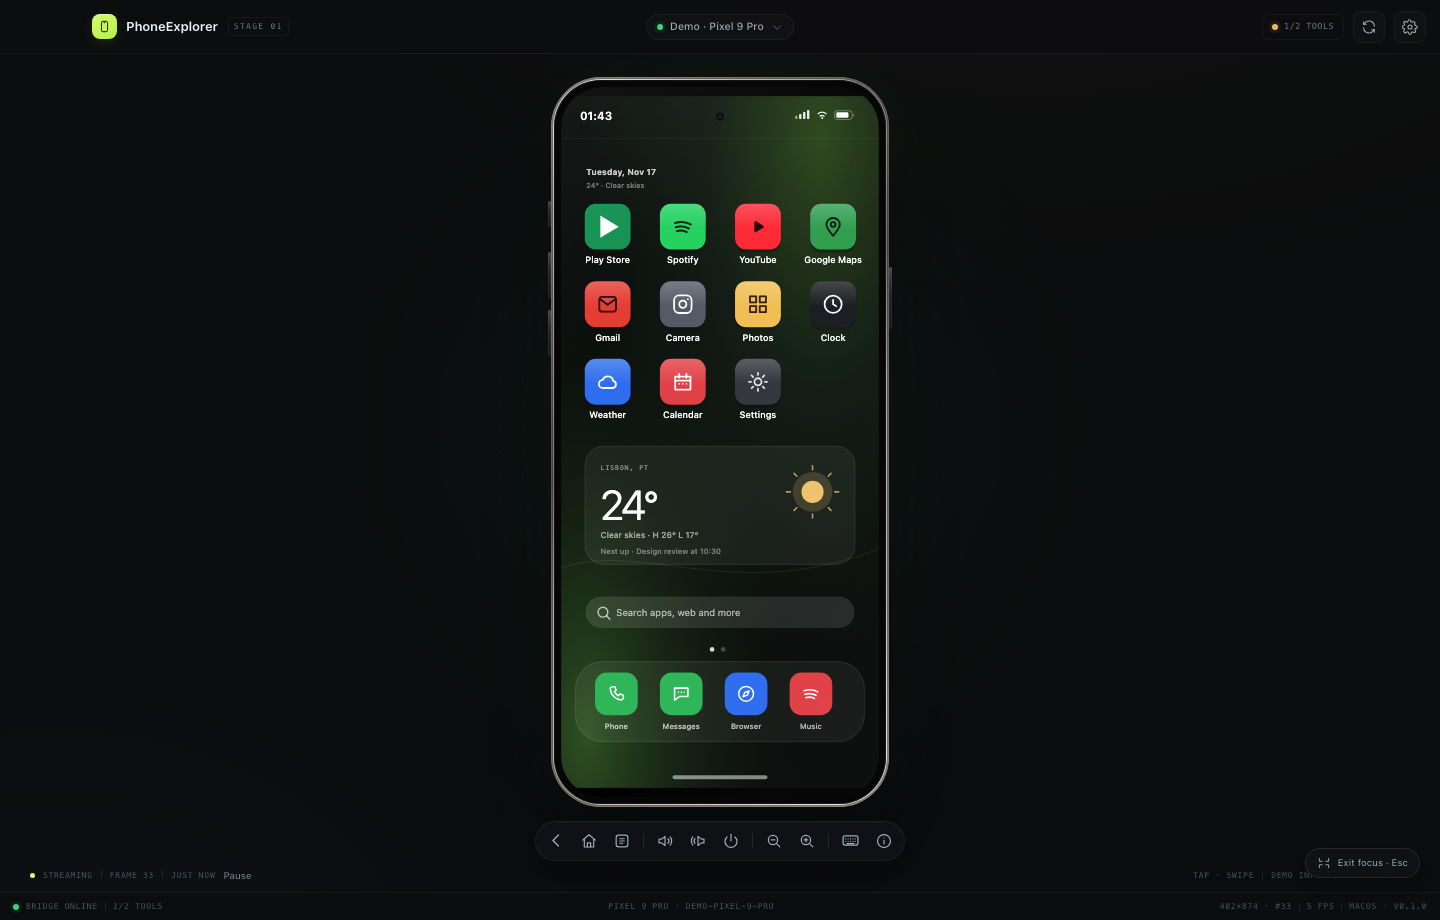 PhoneExplorer STAGE 01
Demo · Pixel 9 Pro
1/2 TOOLS
01:43
Tuesday, Nov 17
24° · Clear skies
Play Store Spotify YouTube Google Maps
Gmail Camera Photos Clock
Weather Calendar Settings
LISBON, PT
24°
Clear skies · H 26° L 17°
Next up · Design review at 10:30
Search apps, web and more
Phone Messages Browser Music
Exit focus · Esc
STREAMING | FRAME 33 | JUST NOW Pause
TAP · SWIPE | DEMO
BRIDGE ONLINE | 1/2 TOOLS
PIXEL 9 PRO · DEMO-PIXEL-9-PRO
402×874 · #33 | 5 FPS | MACOS · V0.1.0